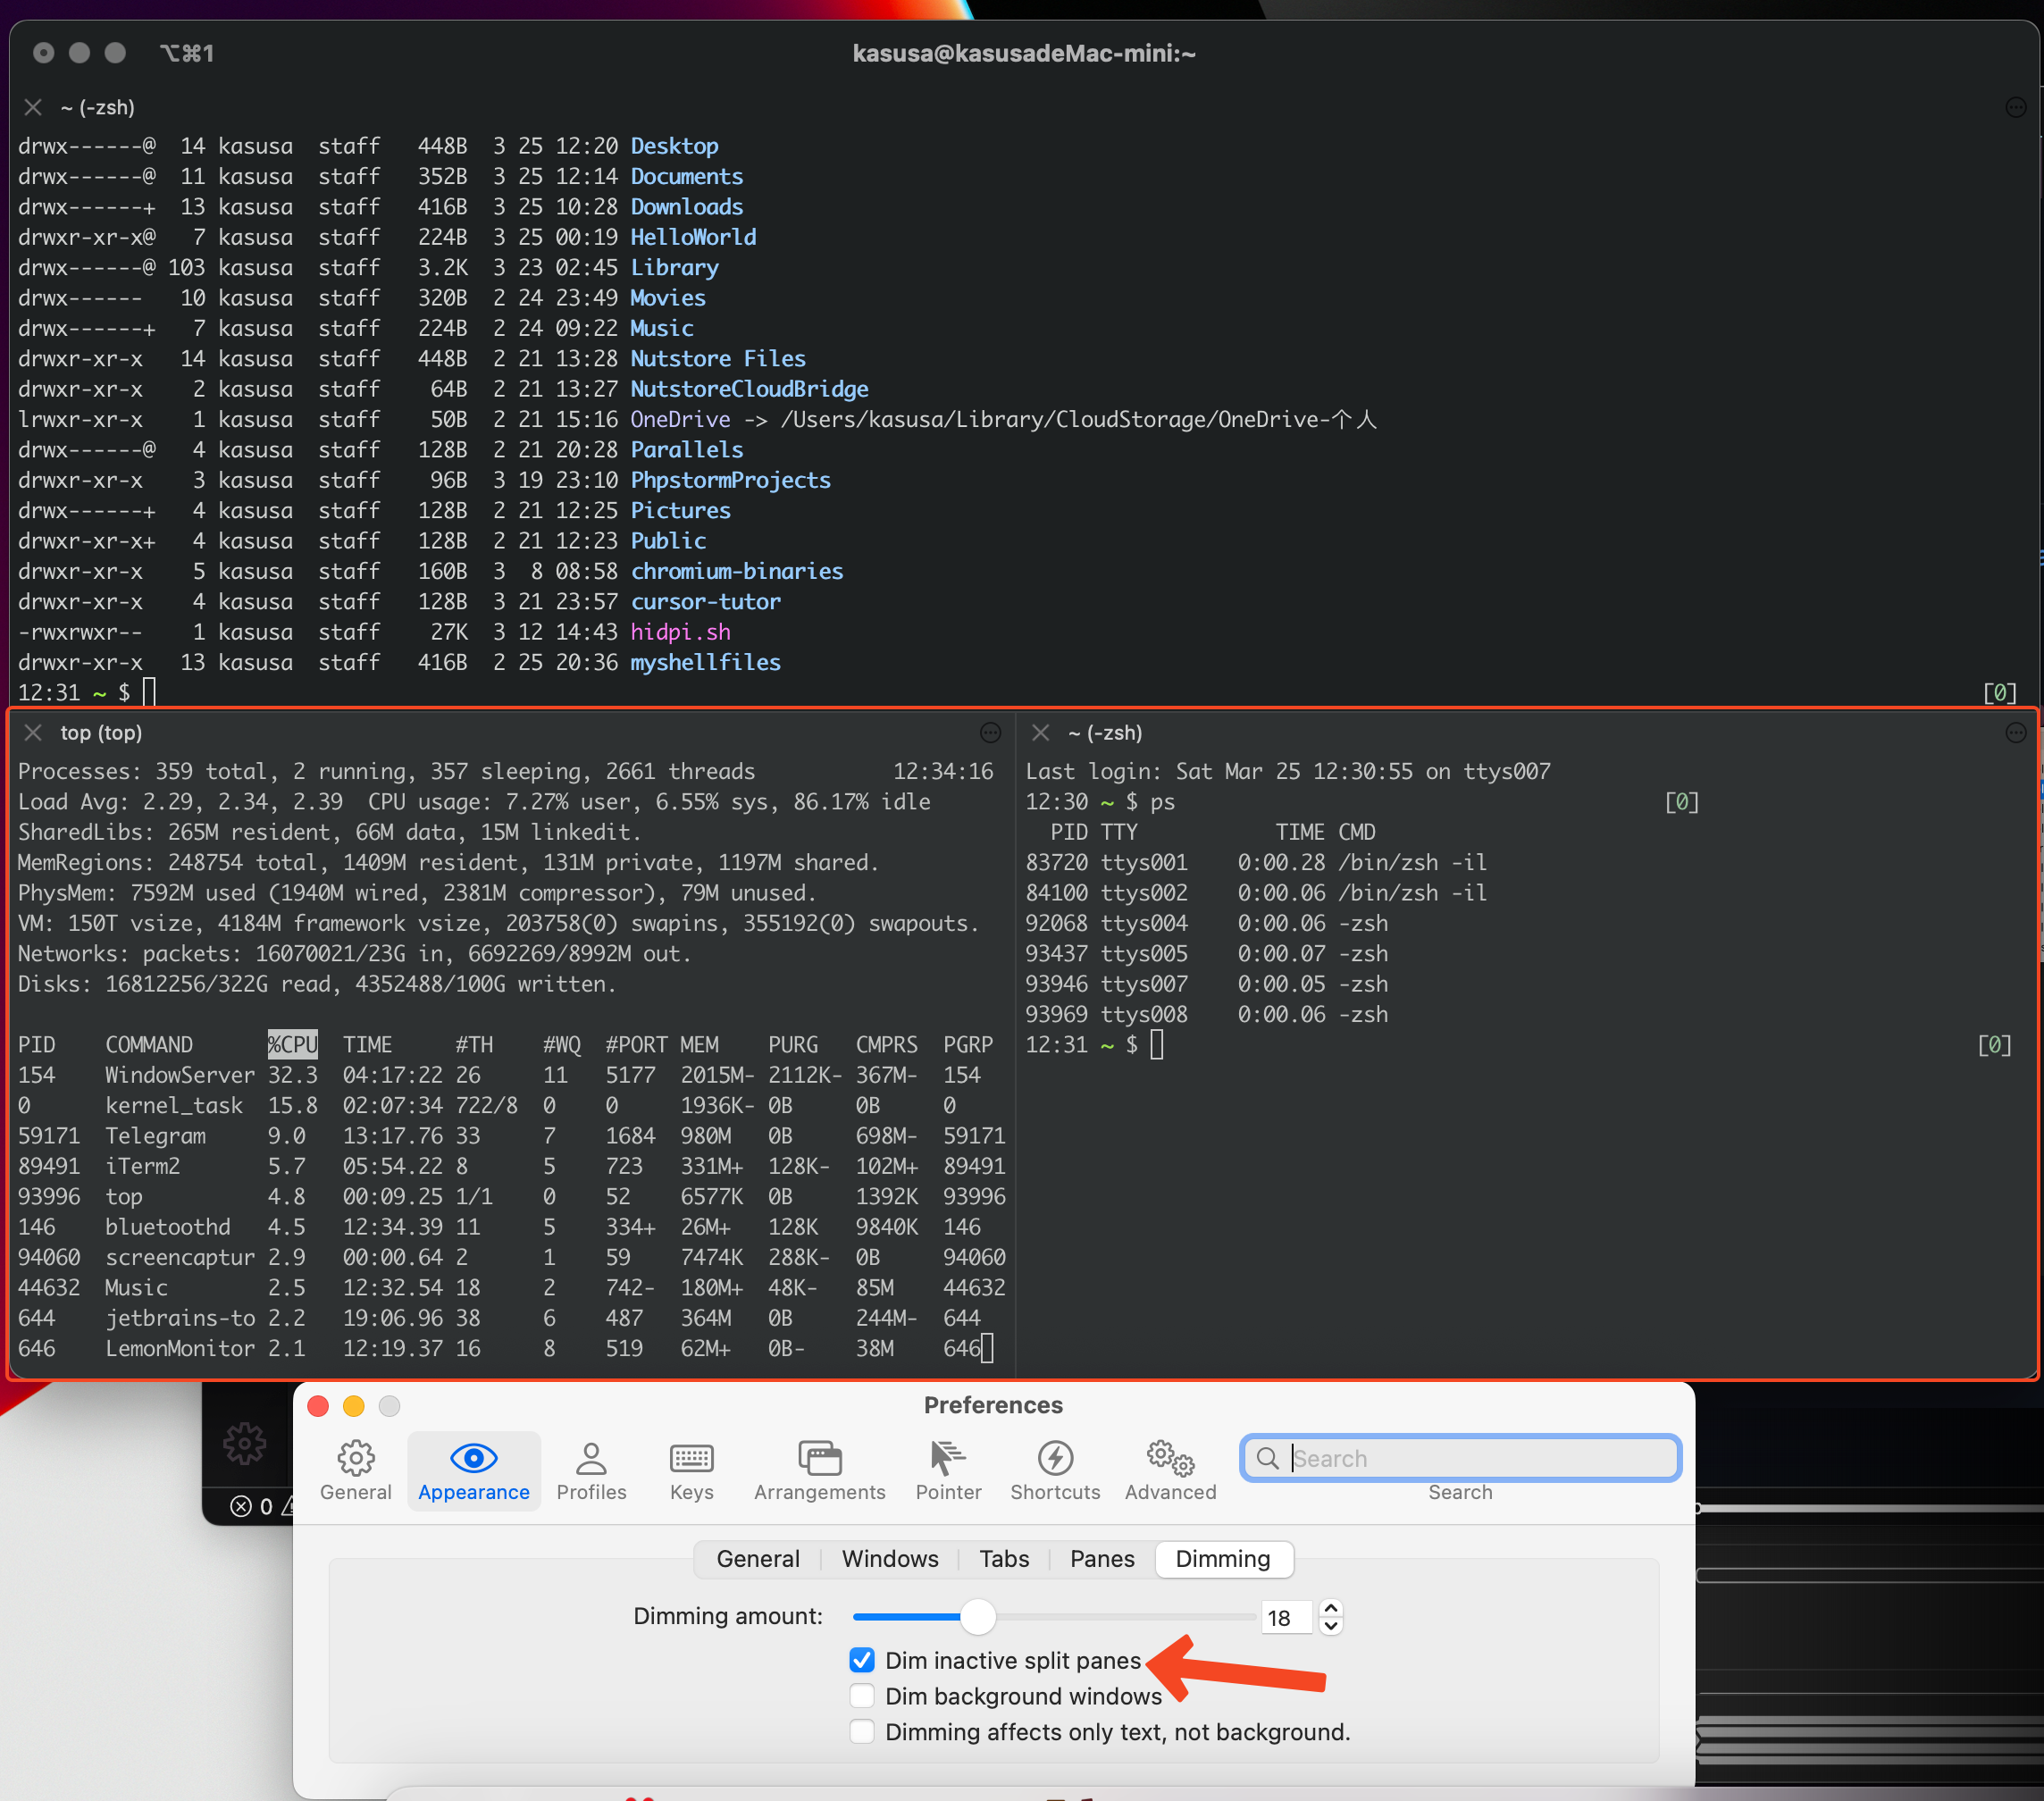 ⌥⌘1 kasusa@kasusadeMac-mini:~
~ (-zsh)
drwx------@  14 kasusa  staff   448B  3 25 12:20 Desktop
drwx------@  11 kasusa  staff   352B  3 25 12:14 Documents
drwx------+  13 kasusa  staff   416B  3 25 10:28 Downloads
drwxr-xr-x@   7 kasusa  staff   224B  3 25 00:19 HelloWorld
drwx------@ 103 kasusa  staff   3.2K  3 23 02:45 Library
drwx------   10 kasusa  staff   320B  2 24 23:49 Movies
drwx------+   7 kasusa  staff   224B  2 24 09:22 Music
drwxr-xr-x   14 kasusa  staff   448B  2 21 13:28 Nutstore Files
drwxr-xr-x    2 kasusa  staff    64B  2 21 13:27 NutstoreCloudBridge
lrwxr-xr-x    1 kasusa  staff    50B  2 21 15:16 OneDrive -> /Users/kasusa/Library/CloudStorage/OneDrive-个人
drwx------@   4 kasusa  staff   128B  2 21 20:28 Parallels
drwxr-xr-x    3 kasusa  staff    96B  3 19 23:10 PhpstormProjects
drwx------+   4 kasusa  staff   128B  2 21 12:25 Pictures
drwxr-xr-x+   4 kasusa  staff   128B  2 21 12:23 Public
drwxr-xr-x    5 kasusa  staff   160B  3  8 08:58 chromium-binaries
drwxr-xr-x    4 kasusa  staff   128B  3 21 23:57 cursor-tutor
-rwxrwxr--    1 kasusa  staff    27K  3 12 14:43 hidpi.sh
drwxr-xr-x   13 kasusa  staff   416B  2 25 20:36 myshellfiles
12:31 ~ $ [0]
top (top)
Processes: 359 total, 2 running, 357 sleeping, 2661 threads 12:34:16
Load Avg: 2.29, 2.34, 2.39  CPU usage: 7.27% user, 6.55% sys, 86.17% idle
SharedLibs: 265M resident, 66M data, 15M linkedit.
MemRegions: 248754 total, 1409M resident, 131M private, 1197M shared.
PhysMem: 7592M used (1940M wired, 2381M compressor), 79M unused.
VM: 150T vsize, 4184M framework vsize, 203758(0) swapins, 355192(0) swapouts.
Networks: packets: 16070021/23G in, 6692269/8992M out.
Disks: 16812256/322G read, 4352488/100G written.
PID    COMMAND      %CPU  TIME     #TH    #WQ  #PORT MEM    PURG   CMPRS  PGRP
154    WindowServer 32.3  04:17:22 26     11   5177  2015M- 2112K- 367M-  154
0      kernel_task  15.8  02:07:34 722/8  0    0     1936K- 0B     0B     0
59171  Telegram     9.0   13:17.76 33     7    1684  980M   0B     698M-  59171
89491  iTerm2       5.7   05:54.22 8      5    723   331M+  128K-  102M+  89491
93996  top          4.8   00:09.25 1/1    0    52    6577K  0B     1392K  93996
146    bluetoothd   4.5   12:34.39 11     5    334+  26M+   128K   9840K  146
94060  screencaptur 2.9   00:00.64 2      1    59    7474K  288K-  0B     94060
44632  Music        2.5   12:32.54 18     2    742-  180M+  48K-   85M    44632
644    jetbrains-to 2.2   19:06.96 38     6    487   364M   0B     244M-  644
646    LemonMonitor 2.1   12:19.37 16     8    519   62M+   0B-    38M    646
~ (-zsh)
Last login: Sat Mar 25 12:30:55 on ttys007
12:30 ~ $ ps [0]
PID TTY           TIME CMD
83720 ttys001    0:00.28 /bin/zsh -il
84100 ttys002    0:00.06 /bin/zsh -il
92068 ttys004    0:00.06 -zsh
93437 ttys005    0:00.07 -zsh
93946 ttys007    0:00.05 -zsh
93969 ttys008    0:00.06 -zsh
12:31 ~ $ [0]
0
Preferences
General Appearance Profiles Keys Arrangements Pointer Shortcuts Advanced
Search
Search
General Windows Tabs Panes Dimming
Dimming amount: 18
Dim inactive split panes
Dim background windows
Dimming affects only text, not background.